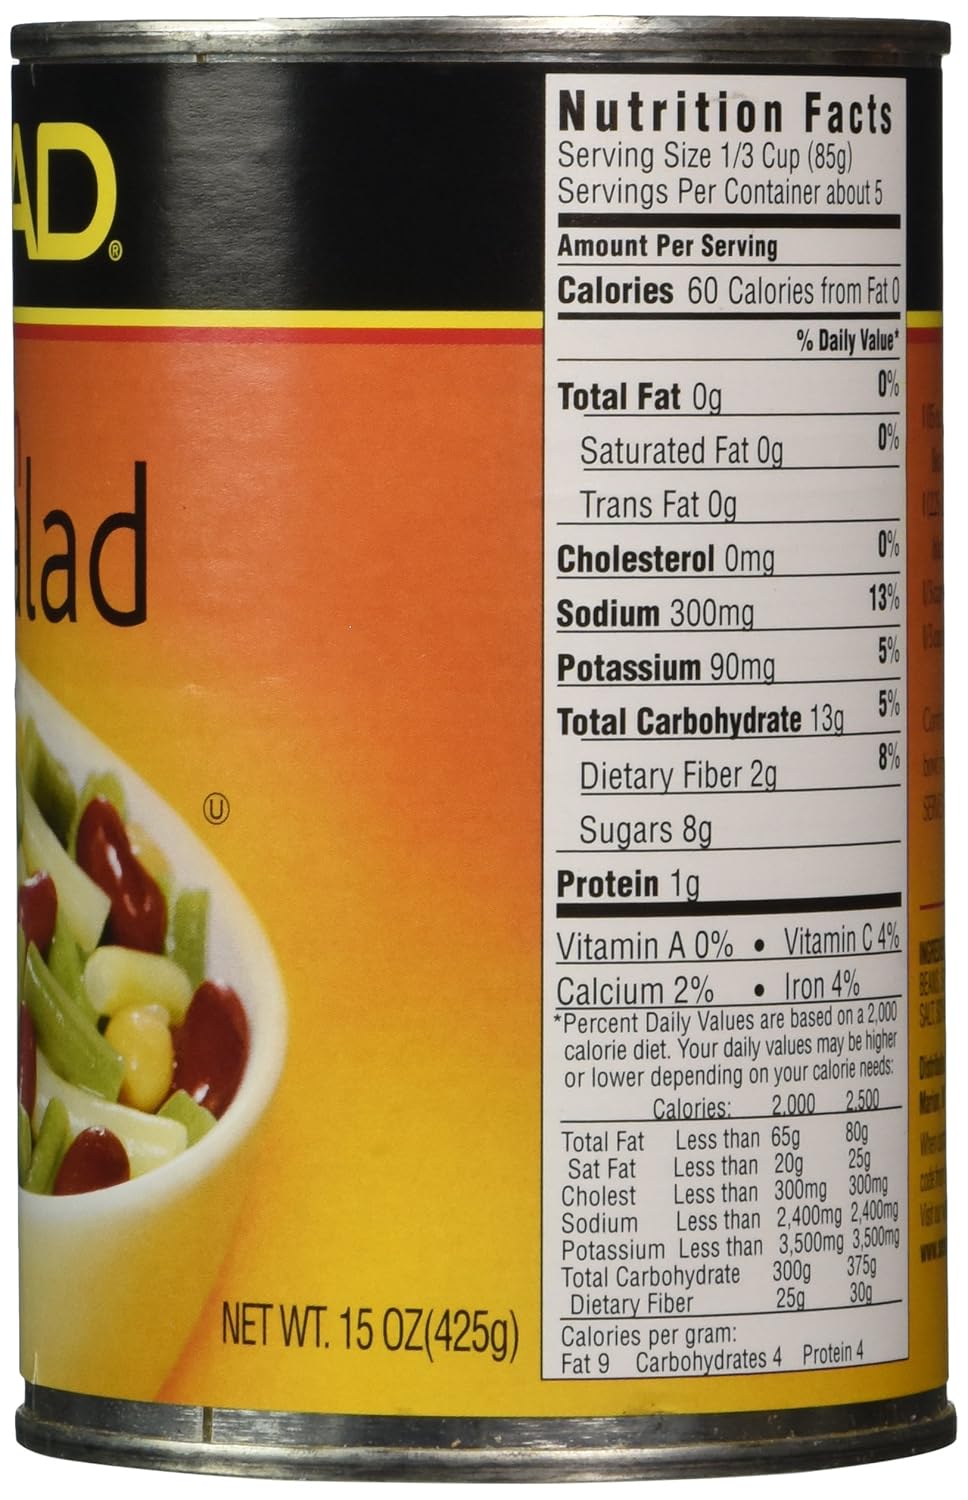 AD®
lad
U
NET WT. 15 OZ(425g)
Nutrition Facts
Serving Size 1/3 Cup (85g)
Servings Per Container about 5
Amount Per Serving
Calories 60 Calories from Fat 0
% Daily Value*
Total Fat 0g 0%
Saturated Fat 0g 0%
Trans Fat 0g
Cholesterol 0mg 0%
Sodium 300mg 13%
Potassium 90mg 5%
Total Carbohydrate 13g 5%
Dietary Fiber 2g 8%
Sugars 8g
Protein 1g
Vitamin A 0% • Vitamin C 4%
Calcium 2% • Iron 4%
*Percent Daily Values are based on a 2,000
calorie diet. Your daily values may be higher
or lower depending on your calorie needs:
Calories: 2,000 2,500
Total Fat Less than 65g 80g
Sat Fat Less than 20g 25g
Cholest Less than 300mg 300mg
Sodium Less than 2,400mg 2,400mg
Potassium Less than 3,500mg 3,500mg
Total Carbohydrate 300g 375g
Dietary Fiber 25g 30g
Calories per gram:
Fat 9 Carbohydrates 4 Protein 4